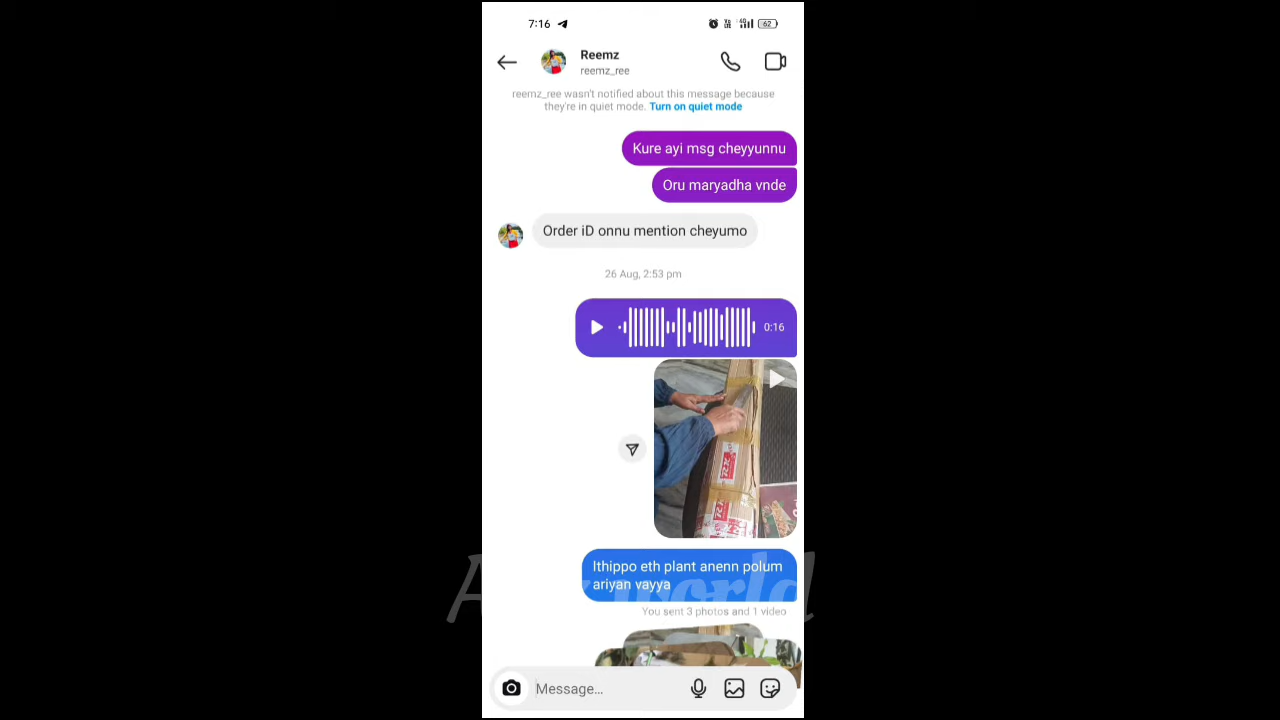 7:16
62
Reemz
reemz_ree
reemz_ree wasn't notified about this message because
they're in quiet mode. Turn on quiet mode
Kure ayi msg cheyyunnu
Oru maryadha vnde
Order iD onnu mention cheyumo
26 Aug, 2:53 pm
0:16
Ithippo eth plant anenn polum
ariyan vayya
You sent 3 photos and 1 video
world
Message...